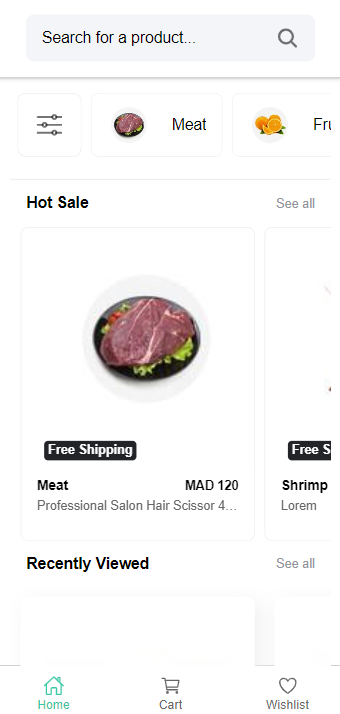 Search for a product...
Meat
Fru
Hot Sale
See all
Free Shipping
Free S
Meat MAD 120
Shrimp
Professional Salon Hair Scissor 4...
Lorem
Recently Viewed
See all
Home
Cart
Wishlist